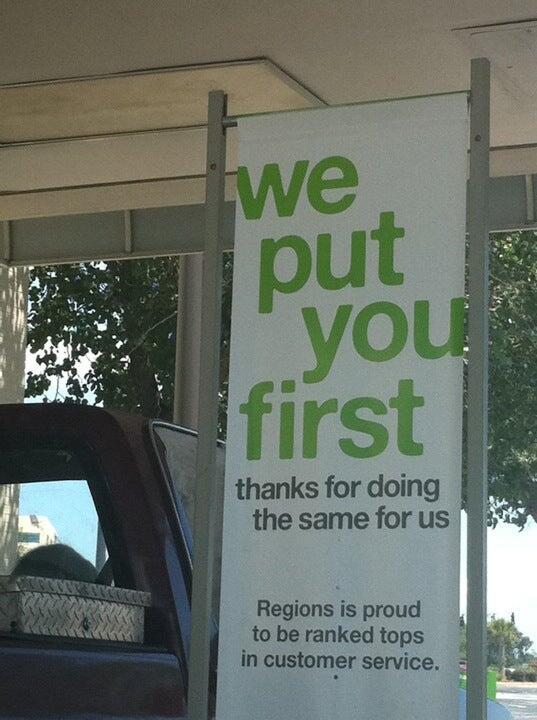 we
put
you
first
thanks for doing
the same for us
Regions is proud
to be ranked tops
in customer service.